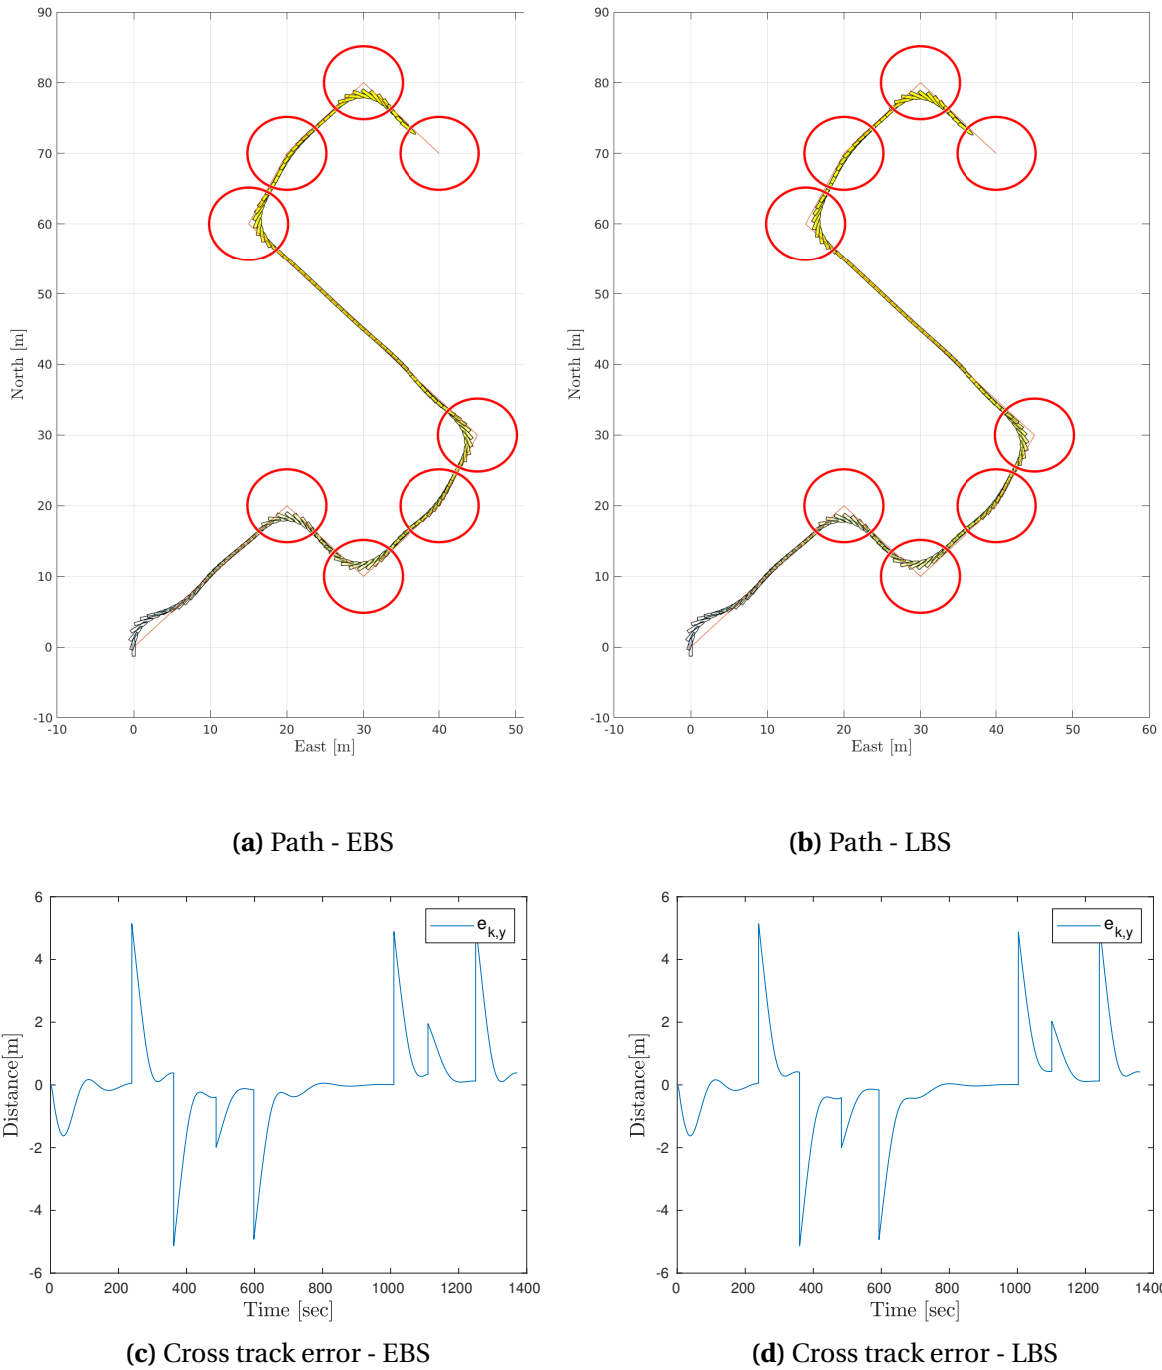 90
80
70
60
50
40
30
20
10
0
-10
North [m]
-10 0 10 20 30 40 50
East [m]
(a) Path - EBS
90
80
70
60
50
40
30
20
10
0
-10
North [m]
-10 0 10 20 30 40 50 60
East [m]
(b) Path - LBS
6
4
2
0
-2
-4
-6
Distance[m]
e_{k,y}
0 200 400 600 800 1000 1200 1400
Time [sec]
(c) Cross track error - EBS
6
4
2
0
-2
-4
-6
Distance[m]
e_{k,y}
0 200 400 600 800 1000 1200 1400
Time [sec]
(d) Cross track error - LBS